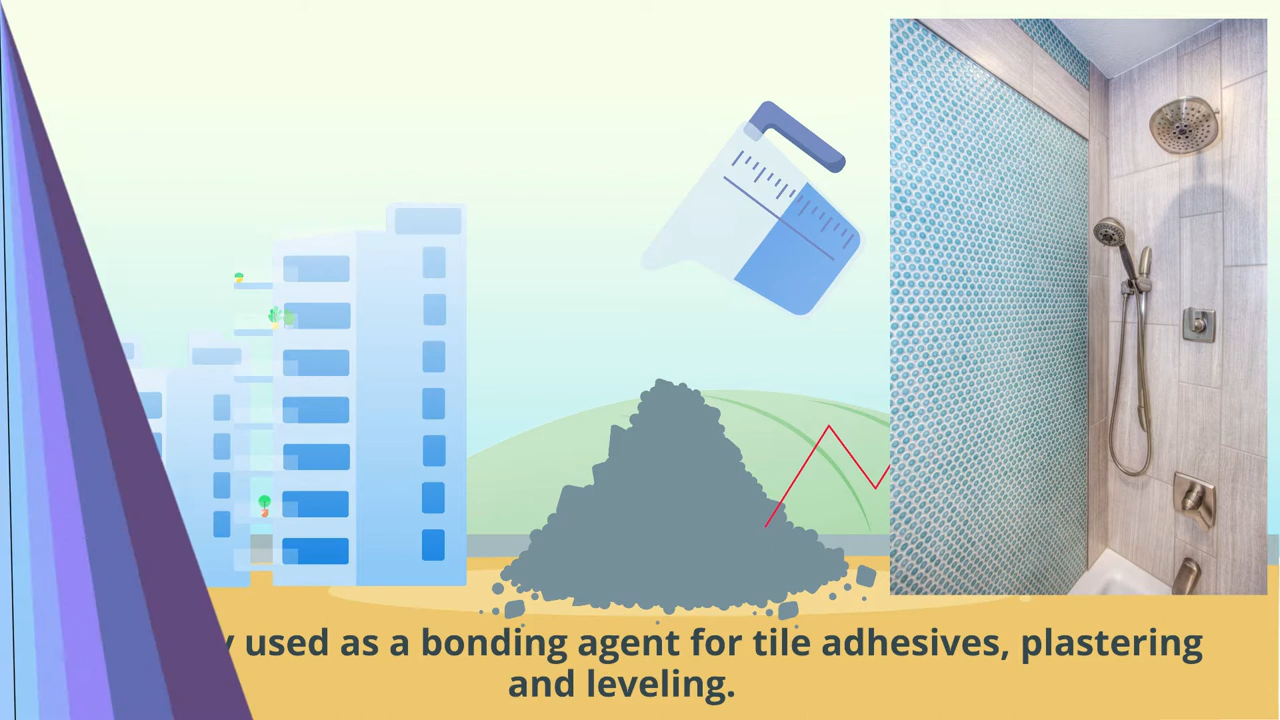 y used as a bonding agent for tile adhesives, plastering
and leveling.